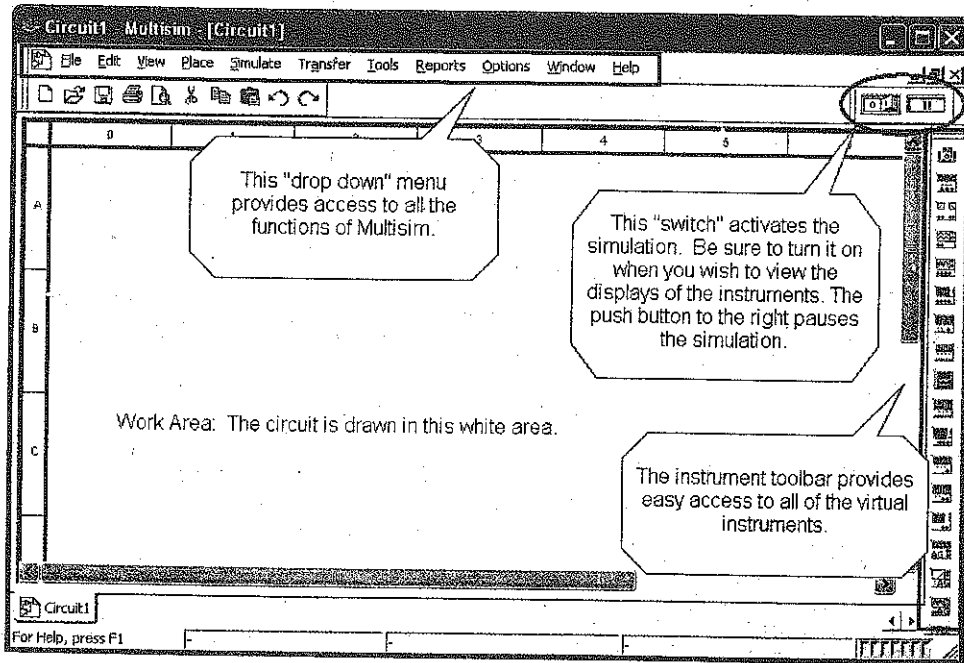 Circuit1 - Multisim - [Circuit1]
File Edit View Place Simulate Transfer Tools Reports Options Window Help
0 1 2 3 4 5
A
This "drop down" menu
provides access to all the
functions of Multisim.
This "switch" activates the
simulation. Be sure to turn it on
when you wish to view the
displays of the instruments. The
push button to the right pauses
the simulation.
B
Work Area: The circuit is drawn in this white area.
C
The instrument toolbar provides
easy access to all of the virtual
instruments.
Circuit1
For Help, press F1